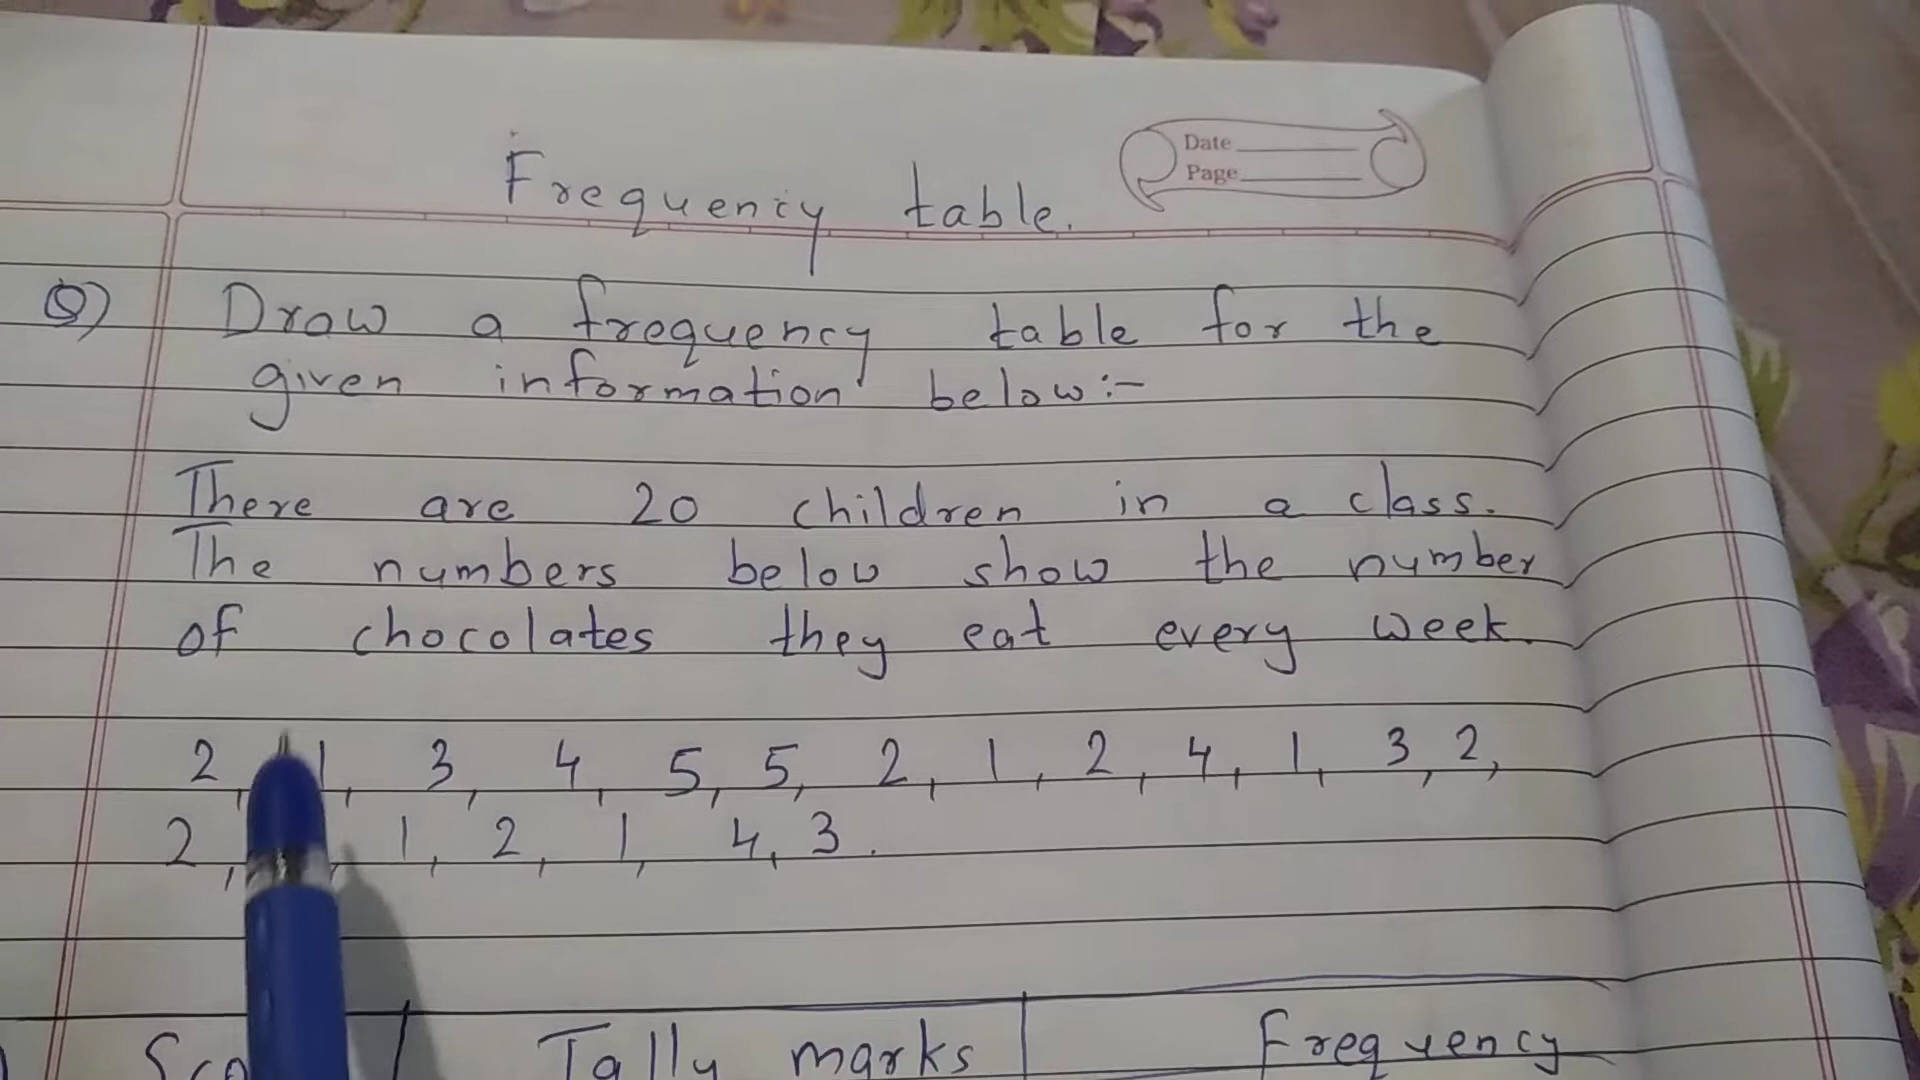 Date
Page
Frequency table.
Q) Draw a frequency table for the
given information below:-
There are 20 children in a class.
The numbers below show the number
of chocolates they eat every week.
2, 1, 3, 4, 5, 5, 2, 1, 2, 4, 1, 3, 2,
2, , 1, 2, 1, 4, 3.
Tally marks Frequency